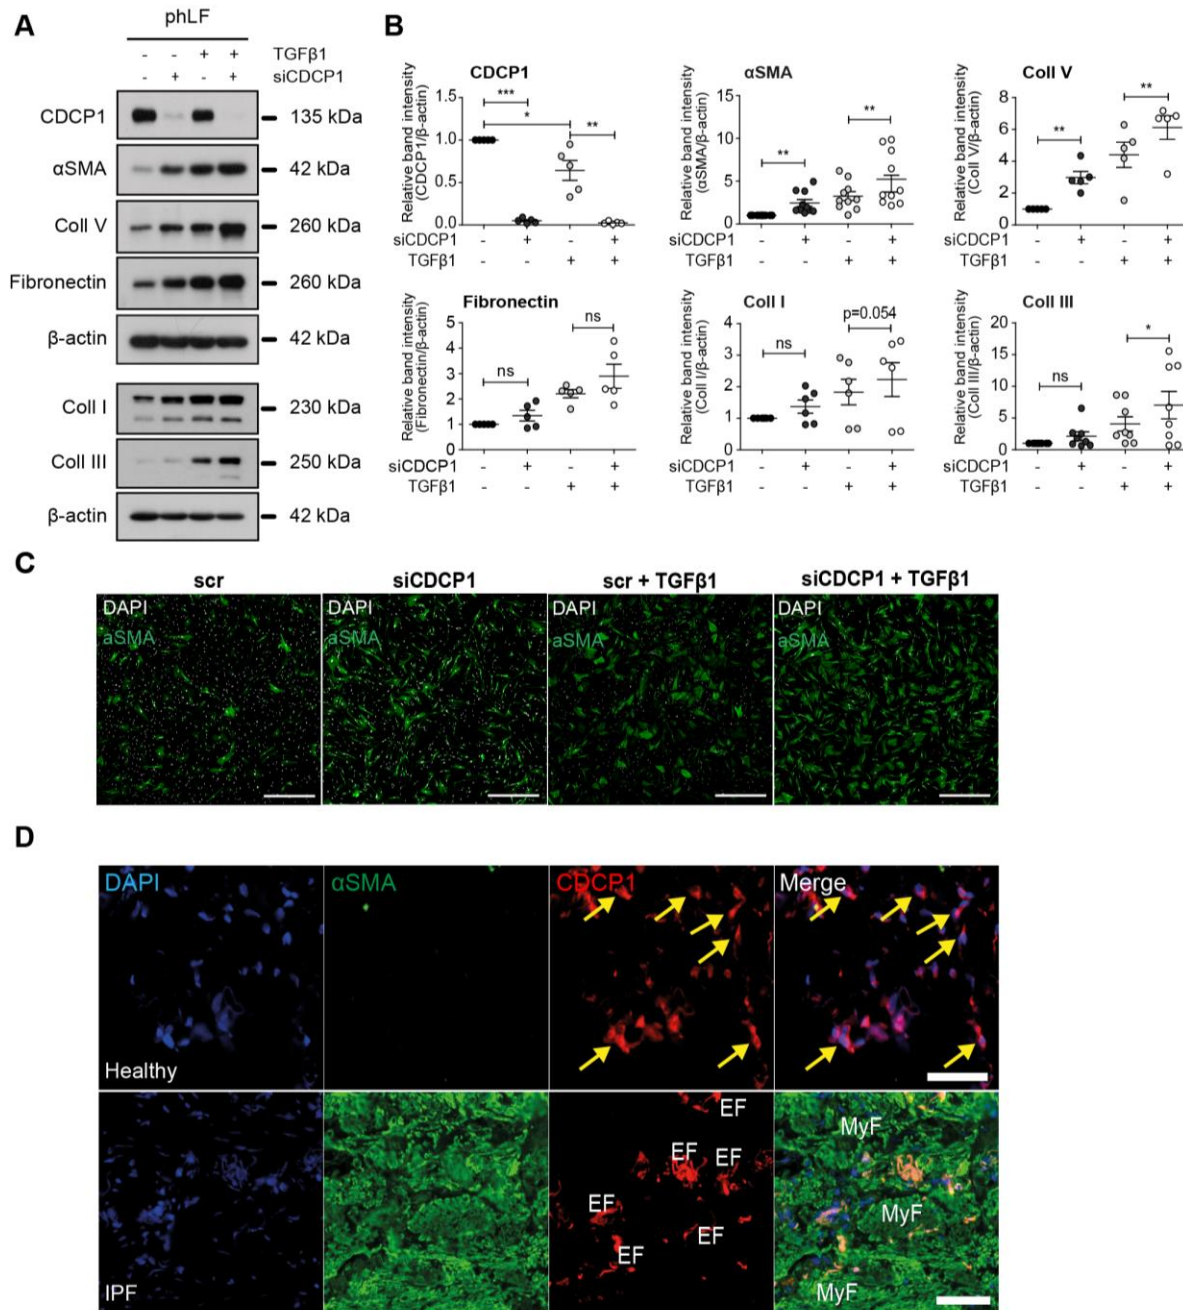 A
phLF
- - + + TGFβ1
- + - + siCDCP1
CDCP1 135 kDa
αSMA 42 kDa
Coll V 260 kDa
Fibronectin 260 kDa
β-actin 42 kDa
Coll I 230 kDa
Coll III 250 kDa
β-actin 42 kDa
B
CDCP1
Relative band intensity
(CDCP1/β-actin)
1.5
1.0
0.5
0.0
***
*
**
siCDCP1 - + - +
TGFβ1 - - + +
αSMA
Relative band intensity
(αSMA/β-actin)
15
10
5
0
**
**
siCDCP1 - + - +
TGFβ1 - - + +
Coll V
Relative band intensity
(Coll V/β-actin)
8
6
4
2
0
**
**
siCDCP1 - + - +
TGFβ1 - - + +
Fibronectin
Relative band intensity
(Fibronectin/β-actin)
5
4
3
2
1
0
ns
ns
siCDCP1 - + - +
TGFβ1 - - + +
Coll I
Relative band intensity
(Coll I/β-actin)
4
3
2
1
0
ns
p=0.054
siCDCP1 - + - +
TGFβ1 - - + +
Coll III
Relative band intensity
(Coll III/β-actin)
20
15
10
5
0
ns
*
siCDCP1 - + - +
TGFβ1 - - + +
C
scr
siCDCP1
scr + TGFβ1
siCDCP1 + TGFβ1
DAPI
aSMA
DAPI
aSMA
DAPI
aSMA
DAPI
aSMA
D
DAPI
αSMA
CDCP1
Merge
Healthy
EF
EF
EF
EF
EF
EF
MyF
MyF
MyF
IPF